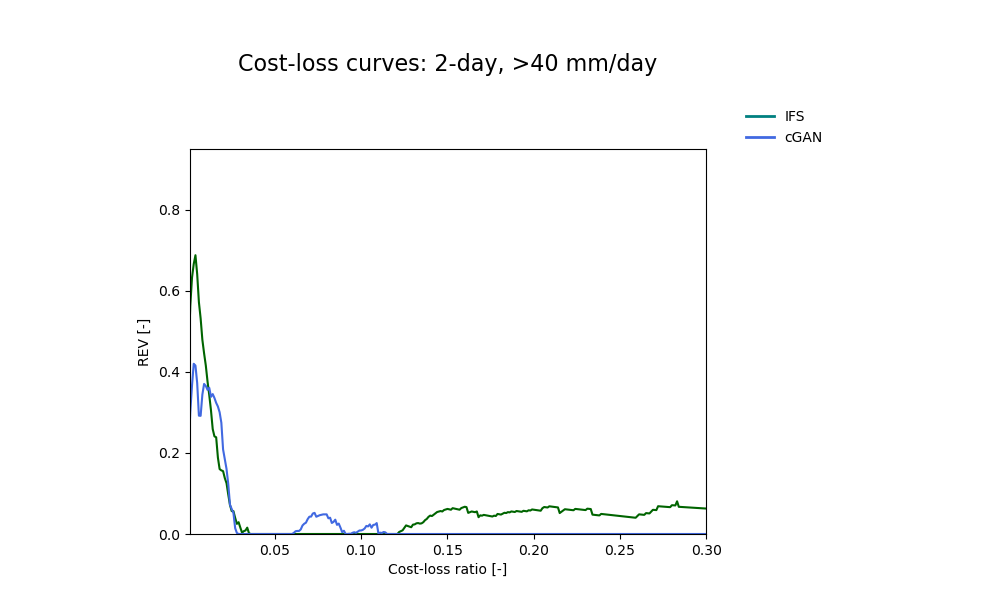 Cost-loss curves: 2-day, >40 mm/day
IFS
cGAN
0.8
0.6
0.4
0.2
0.0
REV [-]
0.05 0.10 0.15 0.20 0.25 0.30
Cost-loss ratio [-]